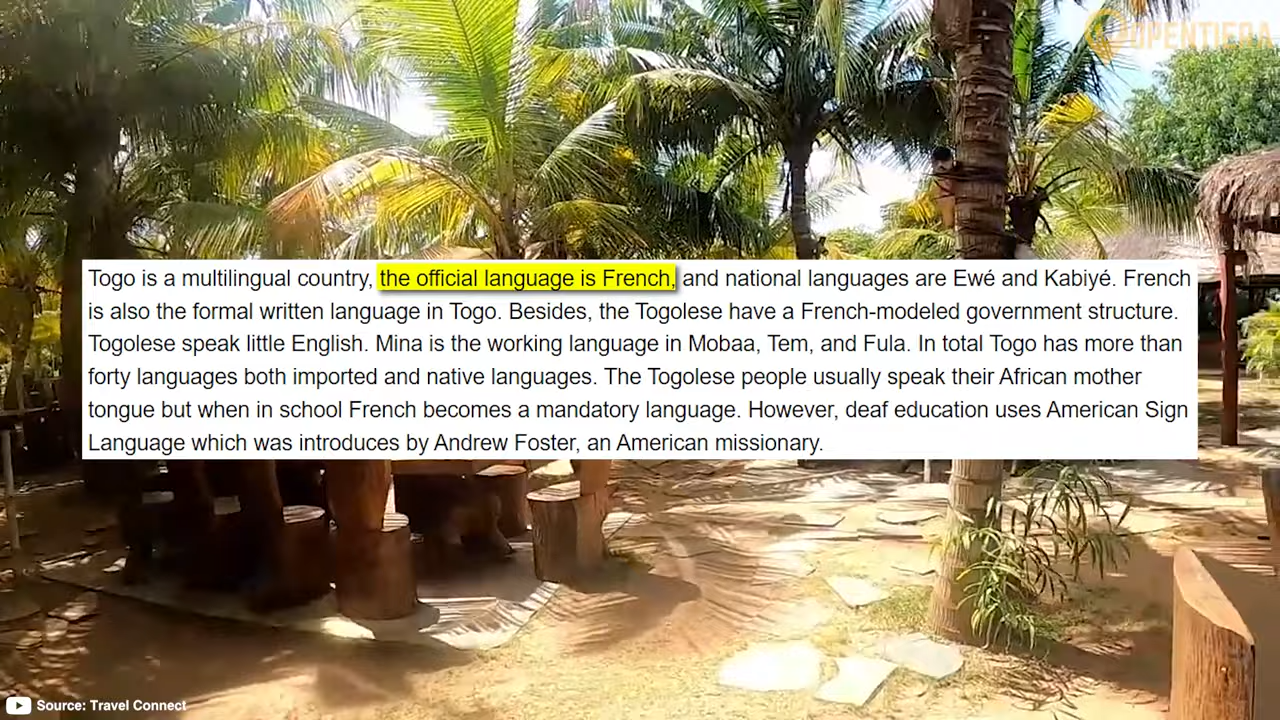 OPENTIERA
Togo is a multilingual country, the official language is French, and national languages are Ewé and Kabiyé. French
is also the formal written language in Togo. Besides, the Togolese have a French-modeled government structure.
Togolese speak little English. Mina is the working language in Mobaa, Tem, and Fula. In total Togo has more than
forty languages both imported and native languages. The Togolese people usually speak their African mother
tongue but when in school French becomes a mandatory language. However, deaf education uses American Sign
Language which was introduces by Andrew Foster, an American missionary.
Source: Travel Connect